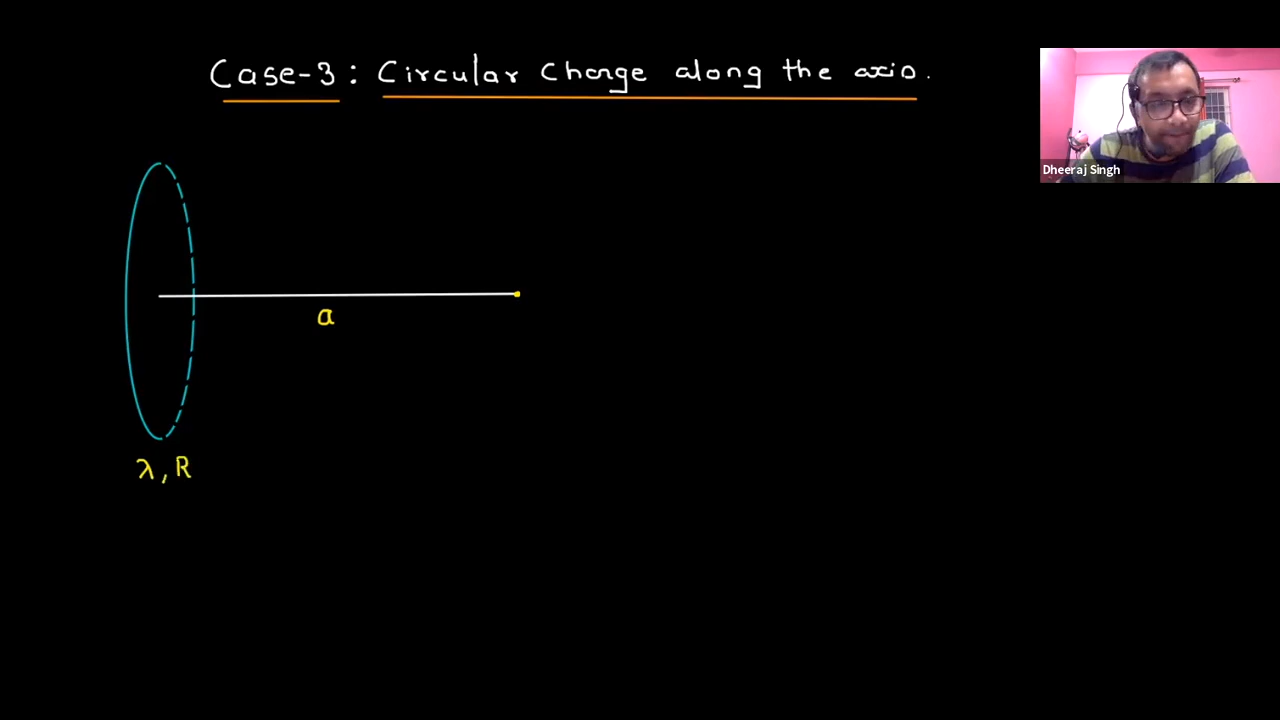 Case-3: Circular Charge along the axis.
Dheeraj Singh
a
λ, R